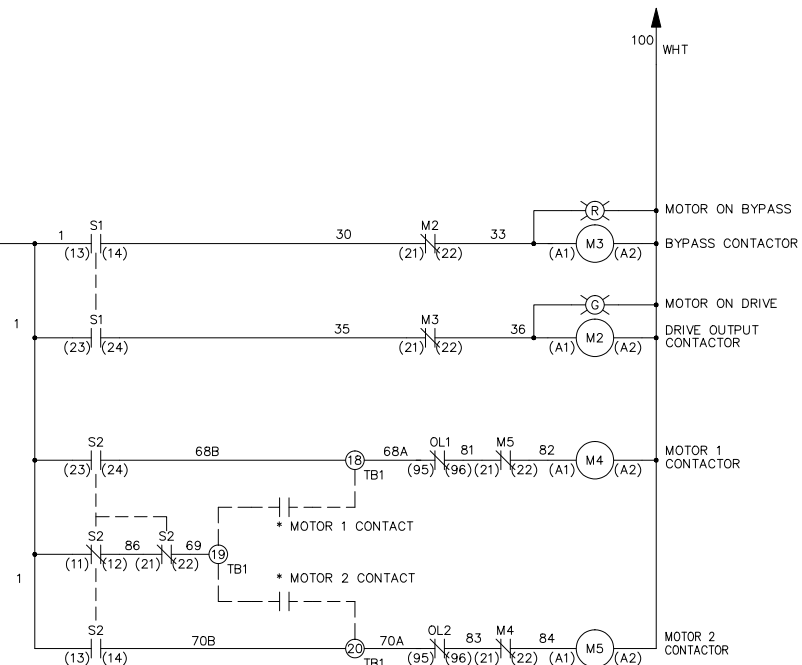 100
WHT
MOTOR ON BYPASS
R
S1
1
30
M2
33
(13) (14)
(21) (22)
(A1) M3 (A2)
BYPASS CONTACTOR
MOTOR ON DRIVE
G
S1
1
35
M3
36
(23) (24)
(21) (22)
(A1) M2 (A2)
DRIVE OUTPUT
CONTACTOR
S2
68B
18
TB1
68A
OL1
81
M5
82
(23) (24)
(95) (96) (21) (22)
(A1) M4 (A2)
MOTOR 1
CONTACTOR
* MOTOR 1 CONTACT
S2
86
S2
69
19
TB1
(11) (12) (21) (22)
1
* MOTOR 2 CONTACT
S2
70B
20
TB1
70A
OL2
83
M4
84
(13) (14)
(95) (96) (21) (22)
(A1) M5 (A2)
MOTOR 2
CONTACTOR